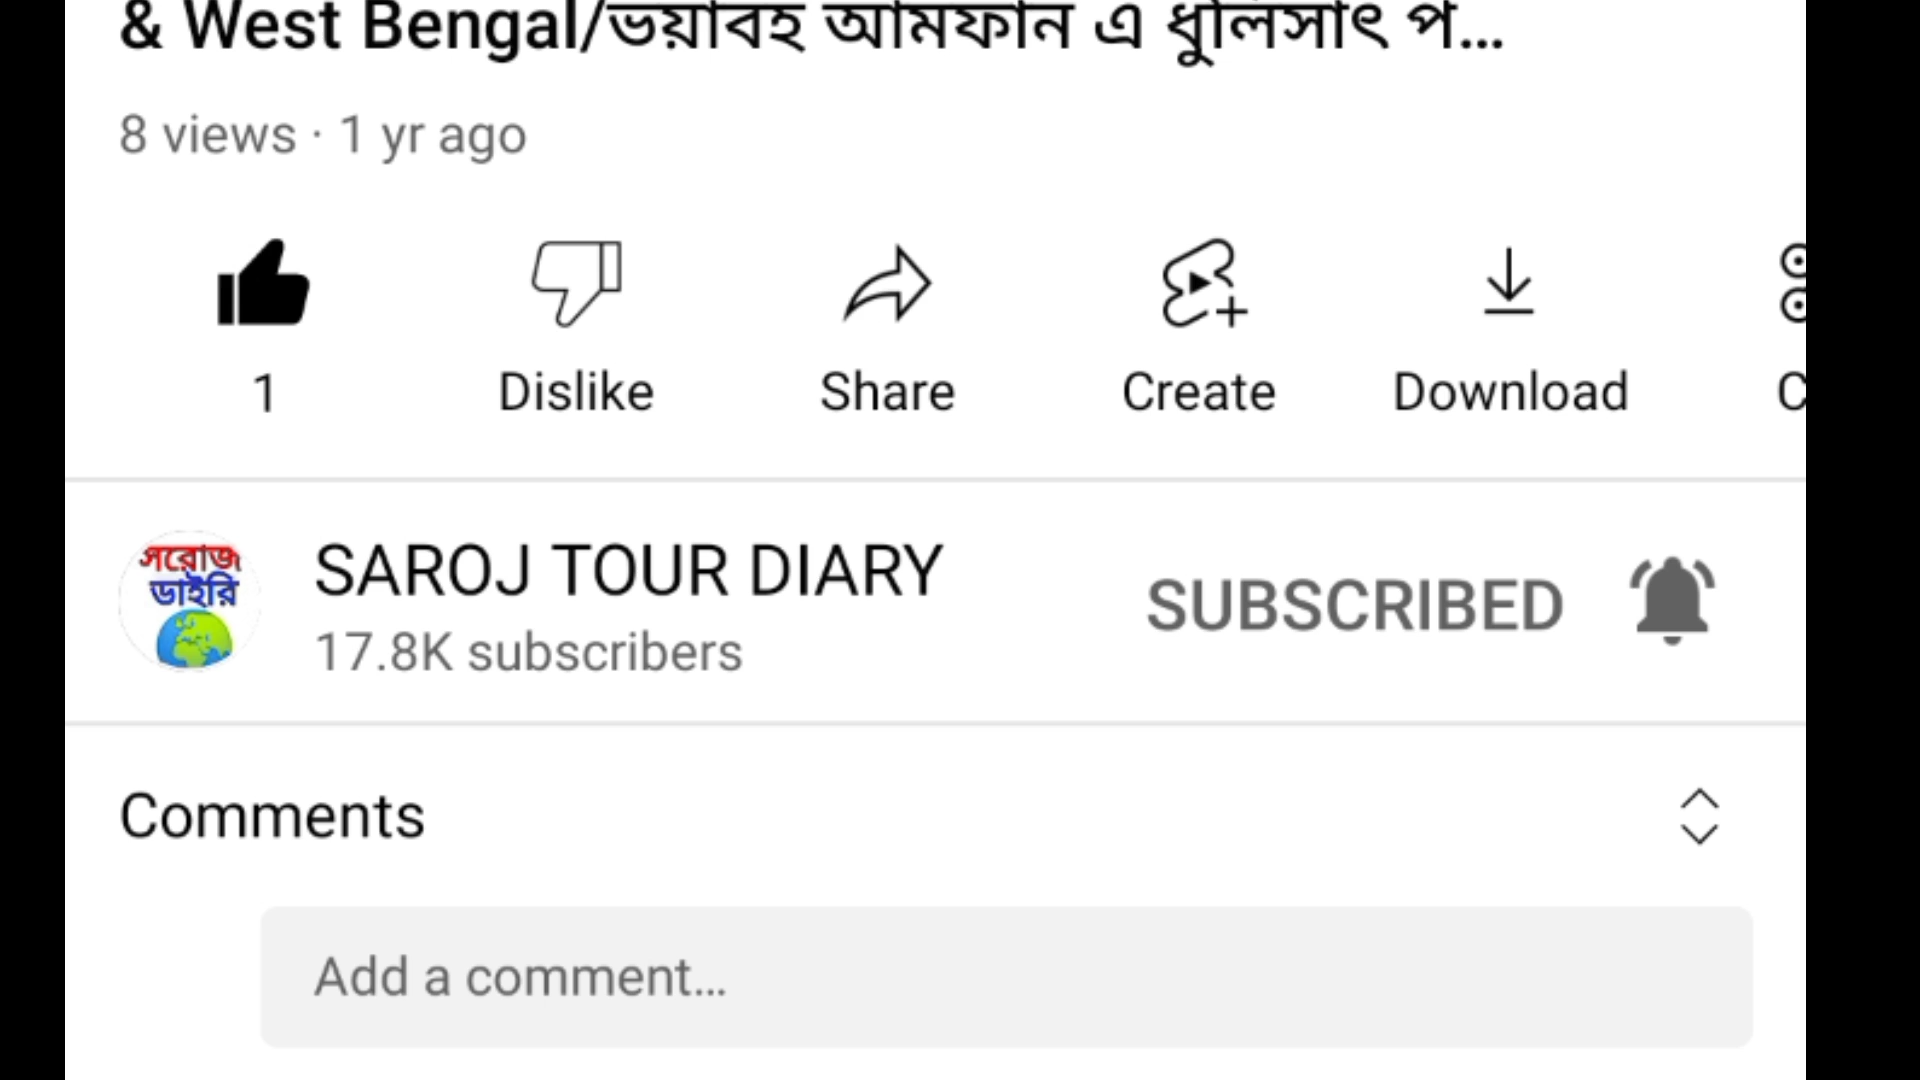 & West Bengal/ভয়াবহ আমফান এ ধুলিসাৎ প...
8 views · 1 yr ago
1
Dislike
Share
Create
Download
C
সরোজ
ডাইরি
SAROJ TOUR DIARY
17.8K subscribers
SUBSCRIBED
Comments
Add a comment...